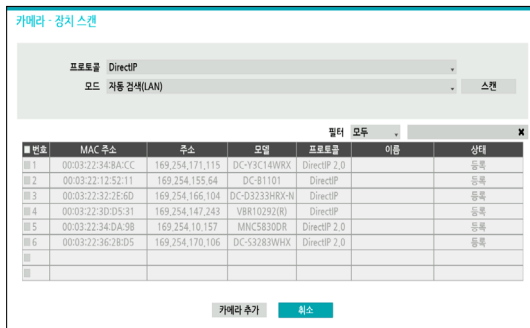 카메라 - 장치 스캔
프로토콜 DirectIP
모드 자동 검색(LAN) 스캔
필터 모두
번호 MAC 주소 주소 모델 프로토콜 이름 상태
1 00:03:22:34:8A:CC 169,254,171,115 DC-Y3C14WRX DirectIP 2,0 등록
2 00:03:22:12:52:11 169,254,155,64 DC-B1101 DirectIP 등록
3 00:03:22:32:2E:6D 169,254,166,104 DC-D3233HRX-N DirectIP 등록
4 00:03:22:3D:D5:31 169,254,147,243 VBR10292(R) DirectIP 등록
5 00:03:22:34:DA:9B 169,254,10,157 MNC5830DR DirectIP 2,0 등록
6 00:03:22:36:2B:D5 169,254,170,106 DC-S3283WHX DirectIP 2,0 등록
카메라 추가 취소